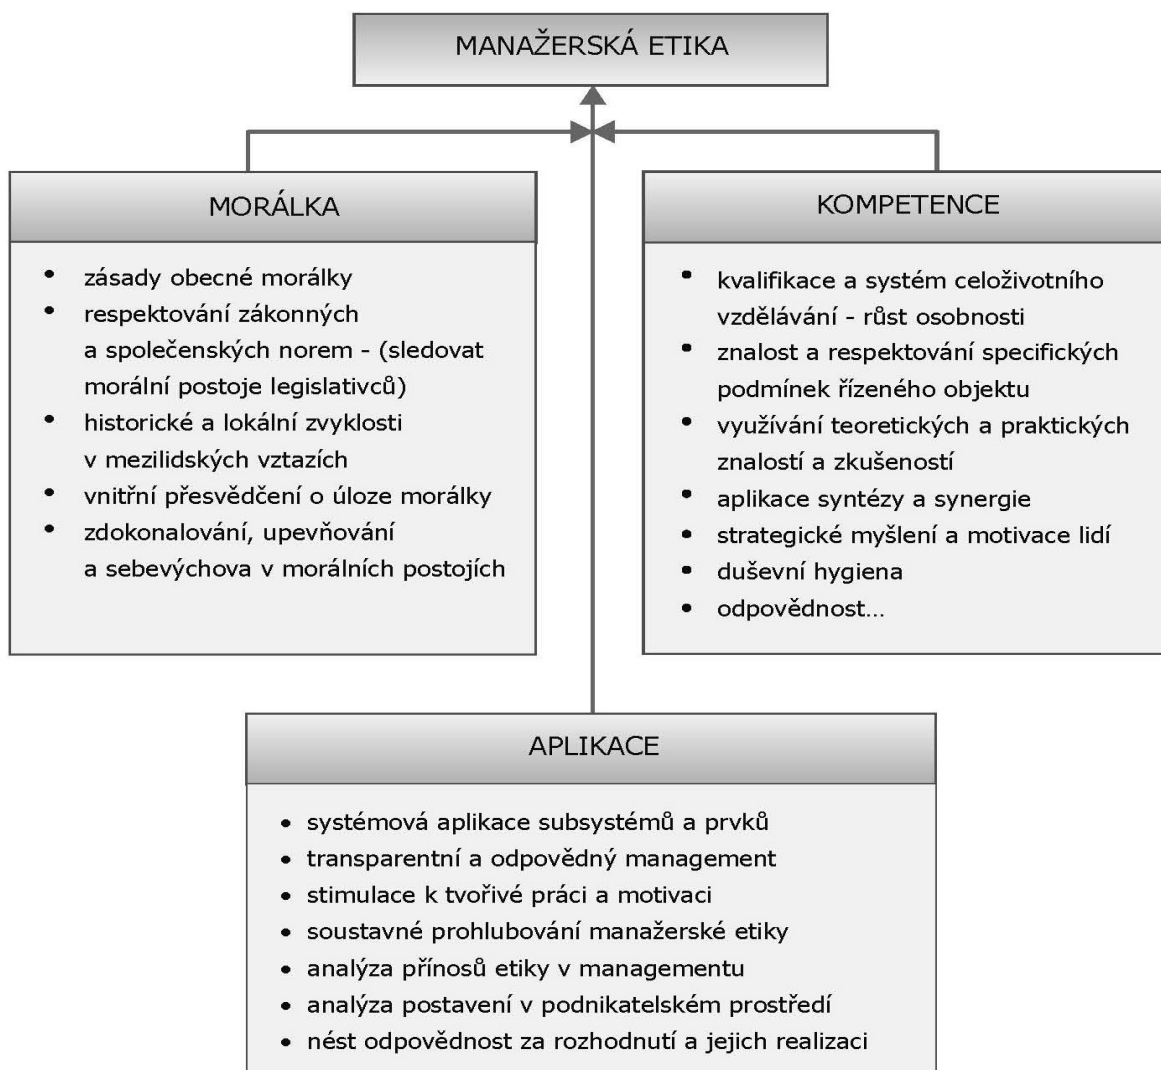 MANAŽERSKÁ ETIKA
MORÁLKA
• zásady obecné morálky
• respektování zákonných
a společenských norem - (sledovat
morální postoje legislativců)
• historické a lokální zvyklosti
v mezilidských vztazích
• vnitřní přesvědčení o úloze morálky
• zdokonalování, upevňování
a sebevýchova v morálních postojích
KOMPETENCE
• kvalifikace a systém celoživotního
vzdělávání - růst osobnosti
• znalost a respektování specifických
podmínek řízeného objektu
• využívání teoretických a praktických
znalostí a zkušeností
• aplikace syntézy a synergie
• strategické myšlení a motivace lidí
• duševní hygiena
• odpovědnost...
APLIKACE
• systémová aplikace subsystémů a prvků
• transparentní a odpovědný management
• stimulace k tvořivé práci a motivaci
• soustavné prohlubování manažerské etiky
• analýza přínosů etiky v managementu
• analýza postavení v podnikatelském prostředí
• nést odpovědnost za rozhodnutí a jejich realizaci